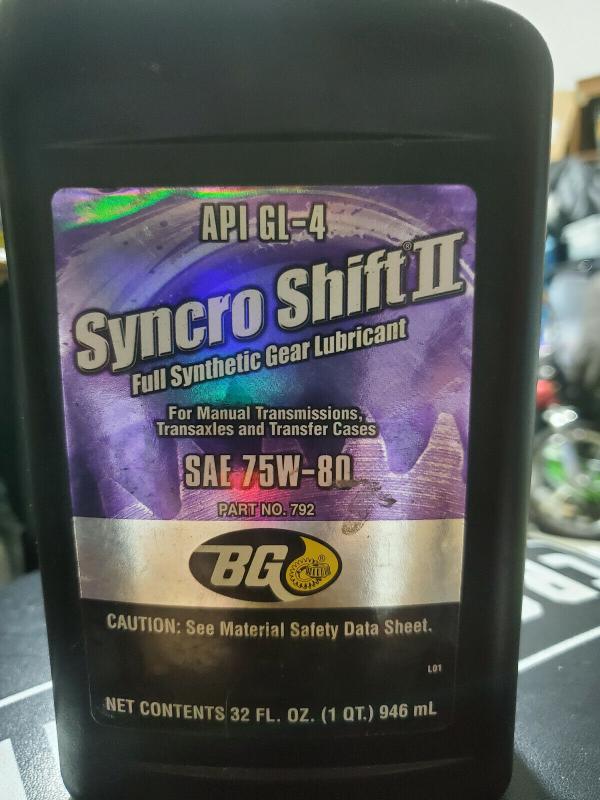 API GL-4
Syncro Shift® II
Full Synthetic Gear Lubricant
For Manual Transmissions,
Transaxles and Transfer Cases
SAE 75W-80
PART NO. 792
BG®
CAUTION: See Material Safety Data Sheet.
L01
NET CONTENTS 32 FL. OZ. (1 QT.) 946 mL